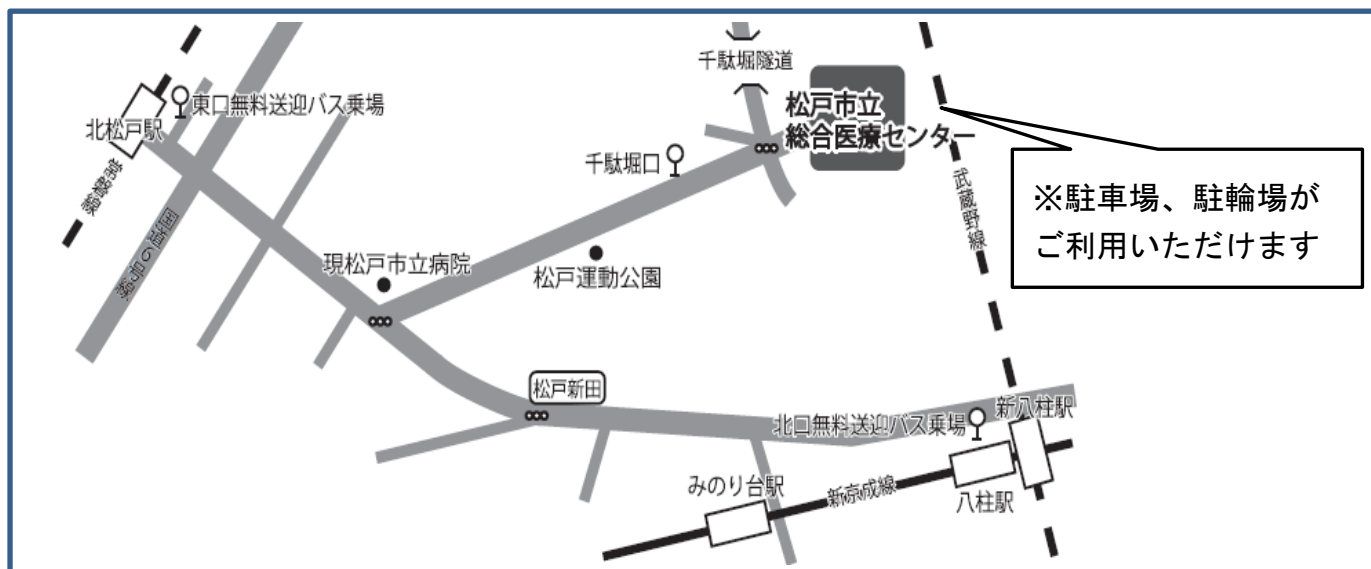 千駄堀隧道
東口無料送迎バス乗場
北松戸駅
松戸市立
総合医療センター
千駄堀口
常磐線
武蔵野線
※駐車場、駐輪場が
ご利用いただけます
国道6号線
現松戸市立病院
松戸運動公園
松戸新田
北口無料送迎バス乗場
新八柱駅
みのり台駅
新京成線
八柱駅